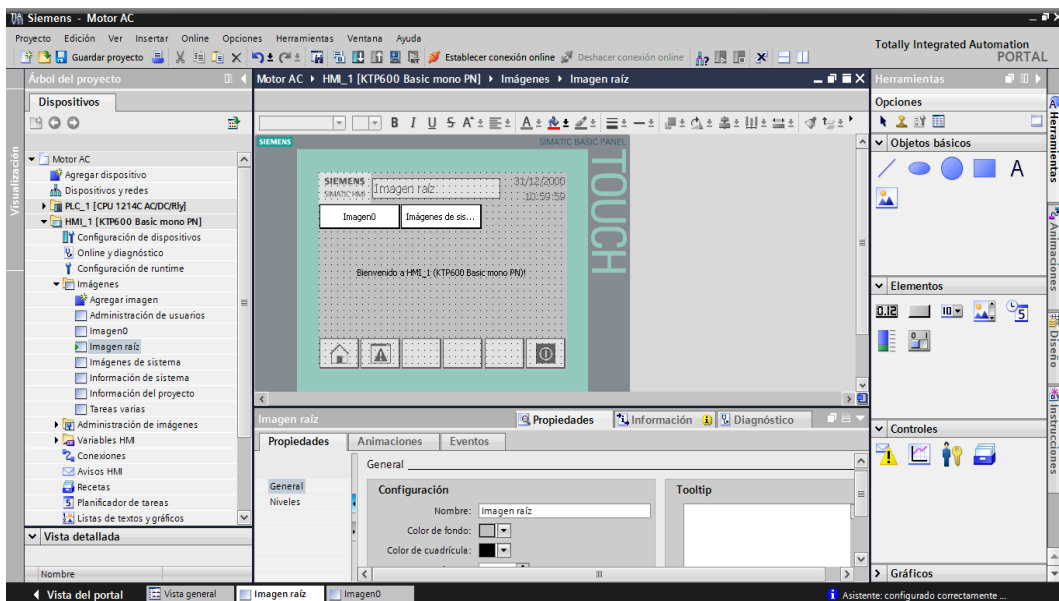 Siemens - Motor AC
Proyecto Edición Ver Insertar Online Opciones Herramientas Ventana Ayuda
Guardar proyecto
Establecer conexión online
Deshacer conexión online
Totally Integrated Automation
PORTAL
Árbol del proyecto
Dispositivos
Visualización
Motor AC
Agregar dispositivo
Dispositivos y redes
PLC_1 [CPU 1214C AC/DC/Rly]
HMI_1 [KTP600 Basic mono PN]
Configuración de dispositivos
Online y diagnóstico
Configuración de runtime
Imágenes
Agregar imagen
Administración de usuarios
Imagen0
Imagen raíz
Imágenes de sistema
Información de sistema
Información del proyecto
Tareas varias
Administración de imágenes
Variables HMI
Conexiones
Avisos HMI
Recetas
Planificador de tareas
Listas de textos y gráficos
Vista detallada
Nombre
Motor AC HMI_1 [KTP600 Basic mono PN] Imágenes Imagen raíz
B I U S A A
SIEMENS
SIMATIC BASIC PANEL
TOUCH
SIEMENS
SIMATIC HMI
Imagen raíz
31/12/2000
10:59:59
Imagen0
Imágenes de sis...
Bienvenido a HMI_1 (KTP600 Basic mono PN)!
Imagen raíz
Propiedades
Información
Diagnóstico
Propiedades
Animaciones
Eventos
General
Niveles
General
Configuración
Nombre: Imagen raíz
Color de fondo:
Color de cuadrícula:
Tooltip
Herramientas
Opciones
Objetos básicos
A
Elementos
0.12
10
5
Controles
Gráficos
Herramientas
Animaciones
Diseño
Instrucciones
Vista del portal
Vista general
Imagen raíz
Imagen0
Asistente: configurado correctamente ...